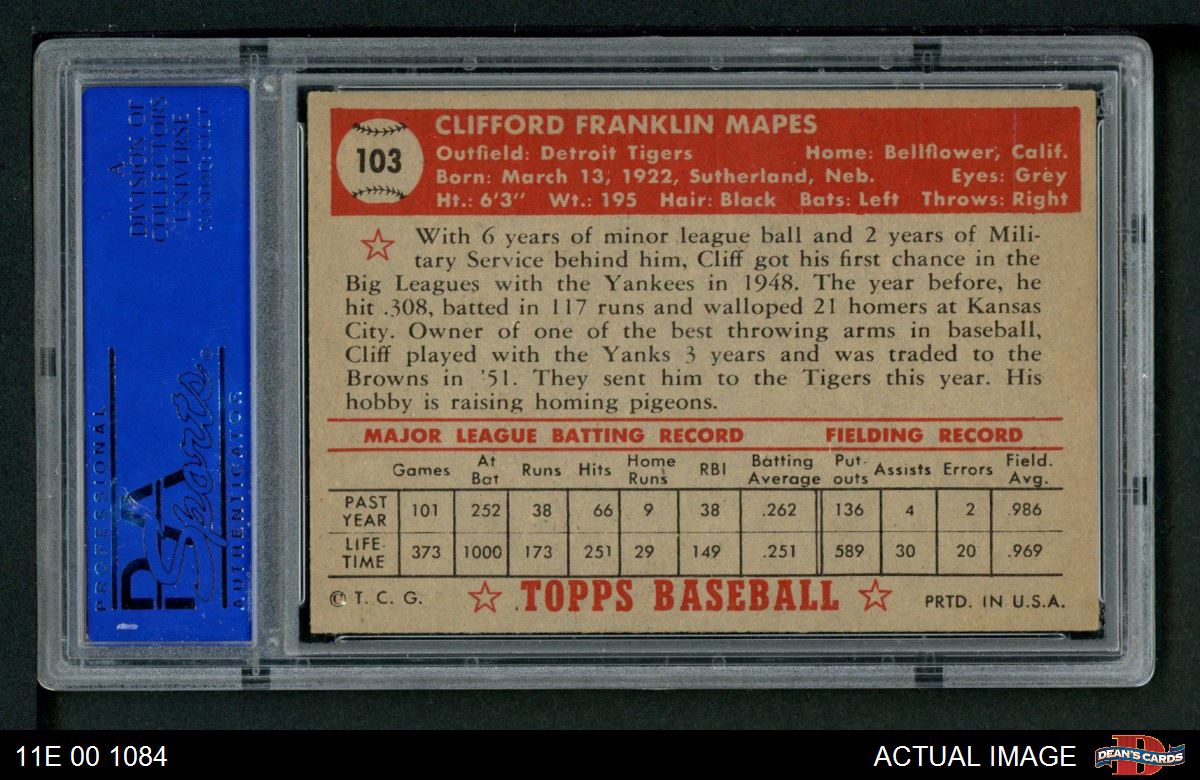 A
DIVISION OF
COLLECTORS
UNIVERSE
NASDAQ: CLCT
PROFESSIONAL
PSA
Sports®
AUTHENTICATOR
103
CLIFFORD FRANKLIN MAPES
Outfield: Detroit Tigers Home: Bellflower, Calif.
Born: March 13, 1922, Sutherland, Neb. Eyes: Grey
Ht.: 6'3" Wt.: 195 Hair: Black Bats: Left Throws: Right
With 6 years of minor league ball and 2 years of Mili-
tary Service behind him, Cliff got his first chance in the
Big Leagues with the Yankees in 1948. The year before, he
hit .308, batted in 117 runs and walloped 21 homers at Kansas
City. Owner of one of the best throwing arms in baseball,
Cliff played with the Yanks 3 years and was traded to the
Browns in '51. They sent him to the Tigers this year. His
hobby is raising homing pigeons.
MAJOR LEAGUE BATTING RECORD FIELDING RECORD
Games At Bat Runs Hits Home Runs RBI Batting Average Put-outs Assists Errors Field. Avg.
PAST YEAR 101 252 38 66 9 38 .262 136 4 2 .986
LIFE-TIME 373 1000 173 251 29 149 .251 589 30 20 .969
© T. C. G. TOPPS BASEBALL PRTD. IN U.S.A.
11E 00 1084 ACTUAL IMAGE D DEAN'S CARDS